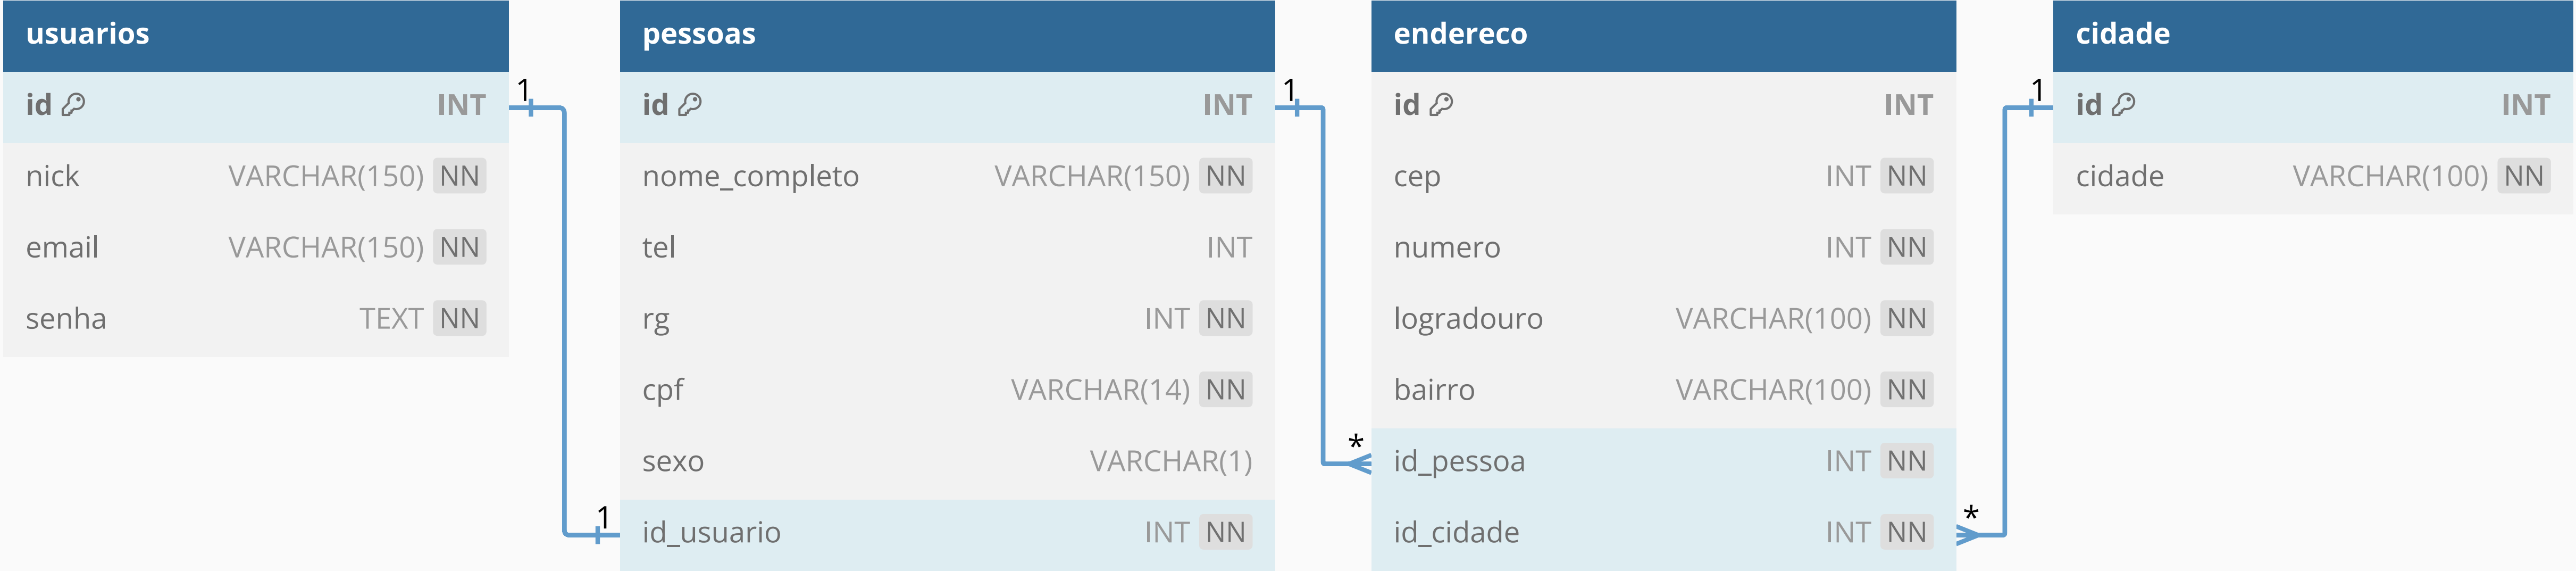 usuarios
id INT
nick VARCHAR(150) NN
email VARCHAR(150) NN
senha TEXT NN
1
1
pessoas
id INT
nome_completo VARCHAR(150) NN
tel INT
rg INT NN
cpf VARCHAR(14) NN
sexo VARCHAR(1)
id_usuario INT NN
1
*
endereco
id INT
cep INT NN
numero INT NN
logradouro VARCHAR(100) NN
bairro VARCHAR(100) NN
id_pessoa INT NN
id_cidade INT NN
*
1
cidade
id INT
cidade VARCHAR(100) NN